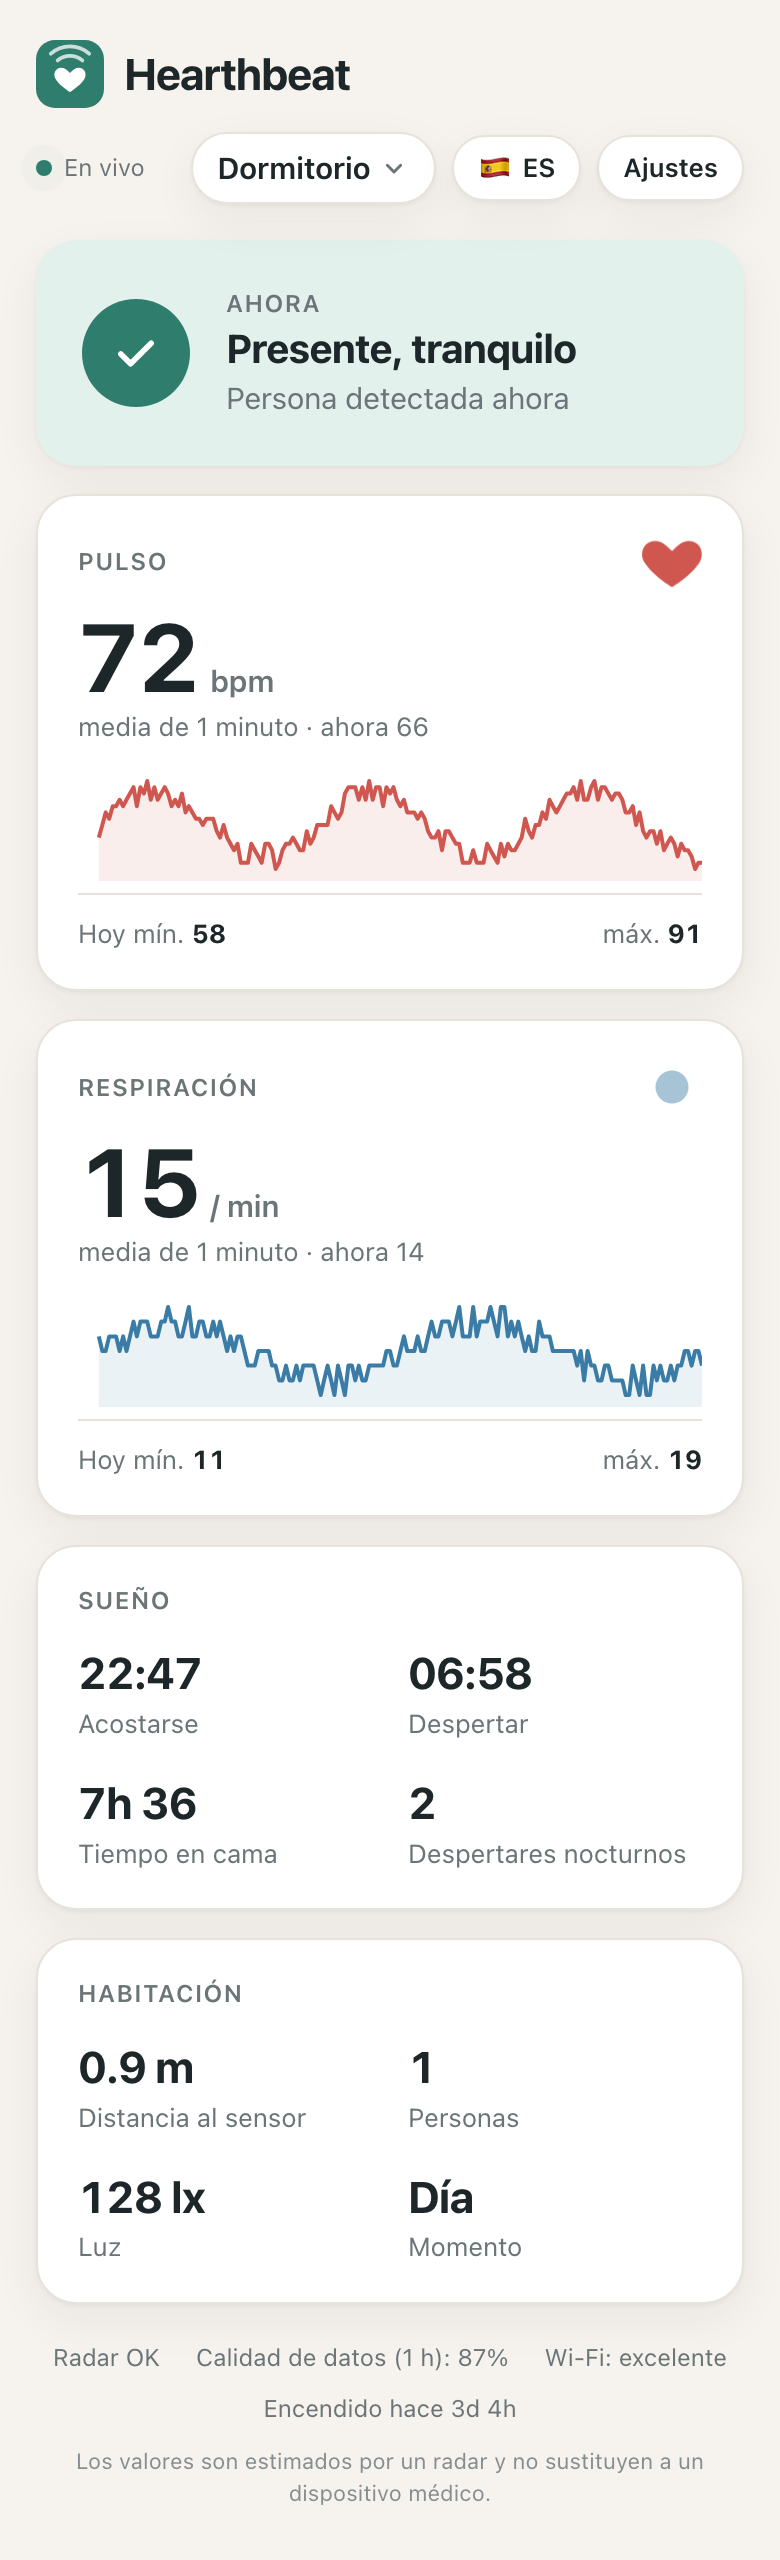 Hearthbeat
En vivo
Dormitorio
ES
Ajustes
AHORA
Presente, tranquilo
Persona detectada ahora
PULSO
72 bpm
media de 1 minuto · ahora 66
Hoy mín. 58 máx. 91
RESPIRACIÓN
15 / min
media de 1 minuto · ahora 14
Hoy mín. 11 máx. 19
SUEÑO
22:47 06:58
Acostarse Despertar
7h 36 2
Tiempo en cama Despertares nocturnos
HABITACIÓN
0.9 m 1
Distancia al sensor Personas
128 lx Día
Luz Momento
Radar OK Calidad de datos (1 h): 87% Wi-Fi: excelente
Encendido hace 3d 4h
Los valores son estimados por un radar y no sustituyen a un
dispositivo médico.